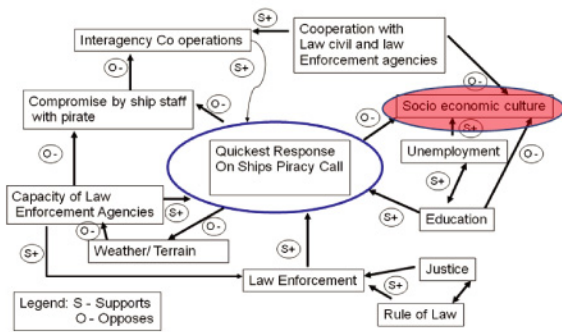 S+
Cooperation with
Law civil and law
Enforcement agencies
Interagency Co operations
S+
O-
O-
Compromise by ship staff
with pirate
O-
Socio economic culture
O-
S+
Unemployment
O-
Quickest Response
On Ships Piracy Call
O-
S+
Capacity of Law
Enforcement Agencies
S+
O-
S+
Education
O-
Weather/ Terrain
S+
S+
Law Enforcement
Justice
S+
Rule of Law
Legend: S - Supports
O - Opposes